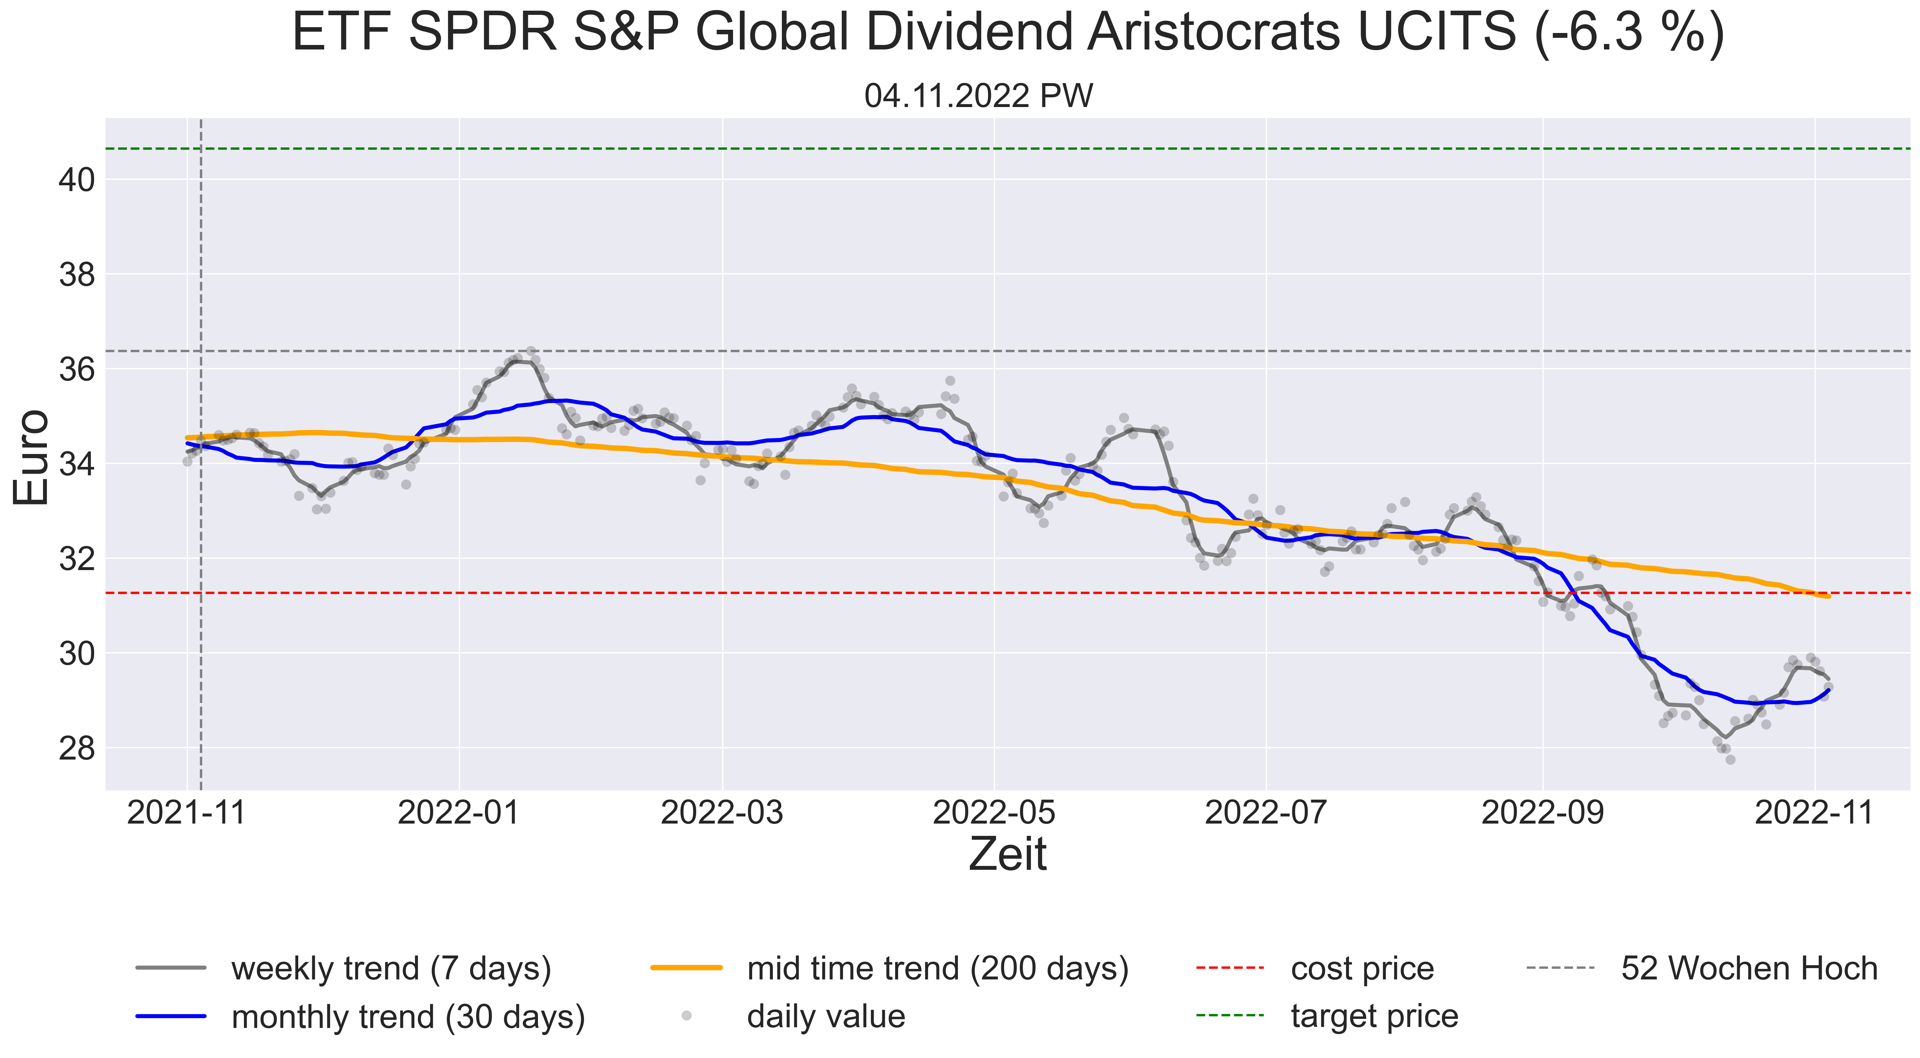 ETF SPDR S&P Global Dividend Aristocrats UCITS (-6.3 %)
04.11.2022 PW
Euro
40
38
36
34
32
30
28
2021-11 2022-01 2022-03 2022-05 2022-07 2022-09 2022-11
Zeit
weekly trend (7 days) mid time trend (200 days) cost price 52 Wochen Hoch
monthly trend (30 days) daily value target price